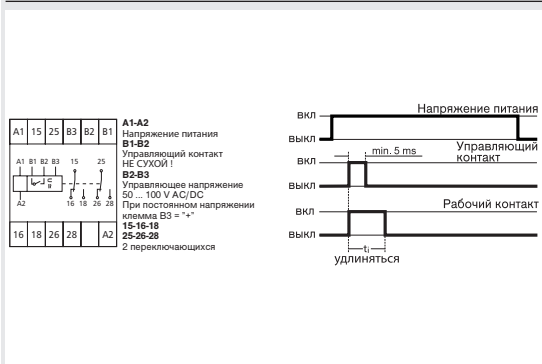 A1 15 25 B3 B2 B1
A1 B1 B2 B3 15 25
A2 16 18 26 28
16 18 26 28 A2
A1-A2
Напряжение питания
B1-B2
Управляющий контакт
НЕ СУХОЙ !
B2-B3
Управляющее напряжение
50 ... 100 V AC/DC
При постоянном напряжении
клемма B3 = "+"
15-16-18
25-26-28
2 переключающихся
Напряжение питания
ВКЛ
ВЫКЛ
Управляющий
контакт
min. 5 ms
ВКЛ
ВЫКЛ
Рабочий контакт
ВКЛ
ВЫКЛ
ti
удлиняться